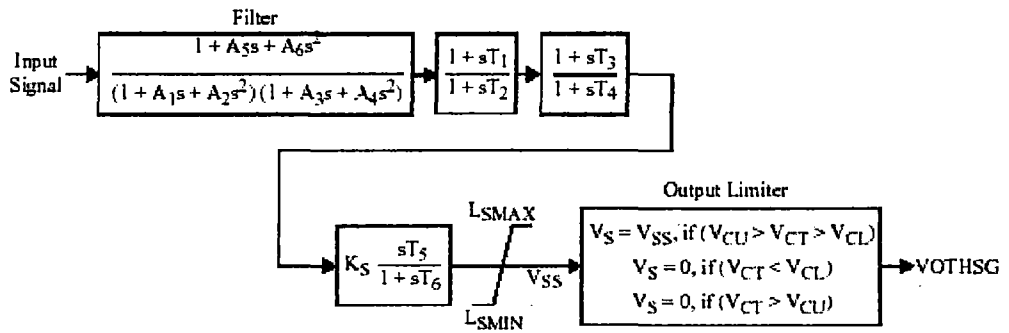 Filter
Input
Signal
1 + A5s + A6s²
(1 + A1s + A2s²)(1 + A3s + A4s²)
1 + sT1
1 + sT2
1 + sT3
1 + sT4
Output Limiter
KS sT5
1 + sT6
LSMAX
LSMIN
VSS
VS = VSS, if (VCU > VCT > VCL)
VS = 0, if (VCT < VCL)
VS = 0, if (VCT > VCU)
VOTHSG